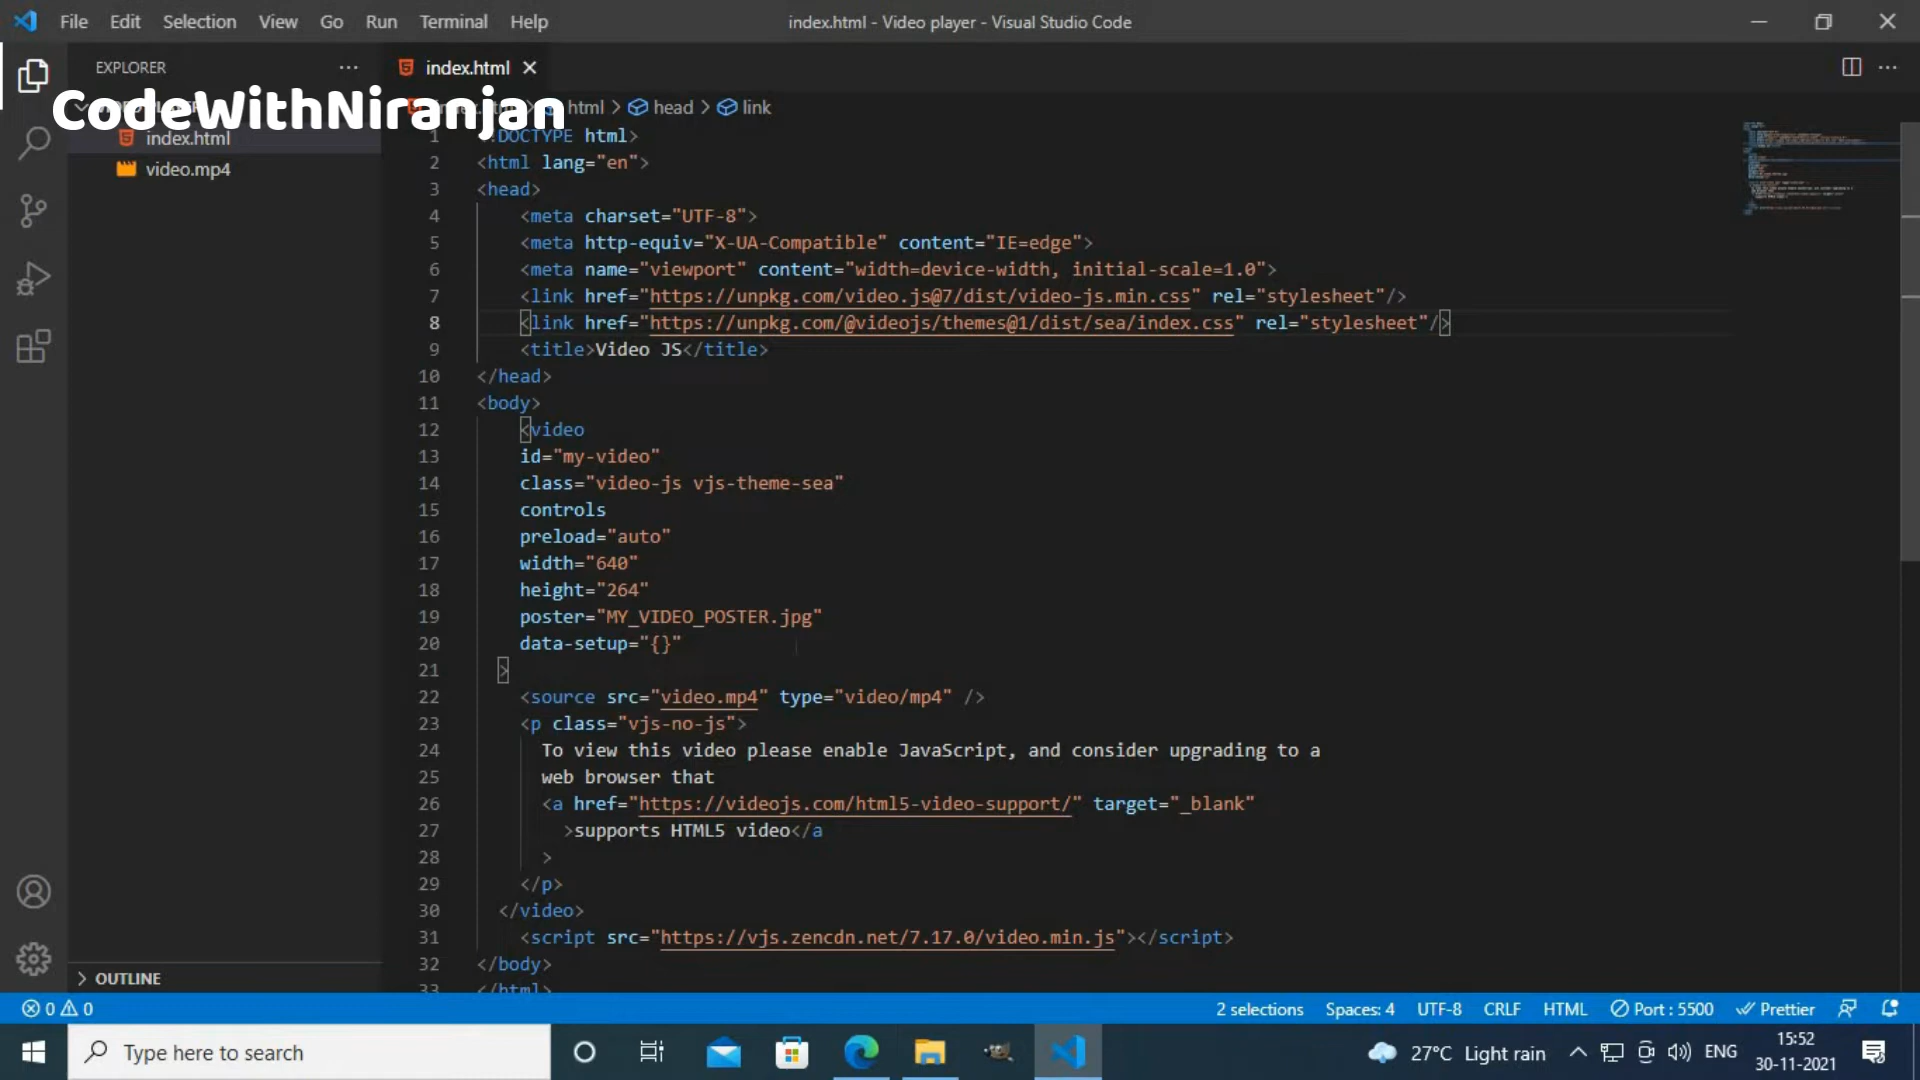 File Edit Selection View Go Run Terminal Help
index.html - Video player - Visual Studio Code
EXPLORER
index.html
CodeWithNiranjan
html > head > link
index.html
video.mp4
1 <!DOCTYPE html>
2 <html lang="en">
3 <head>
4 <meta charset="UTF-8">
5 <meta http-equiv="X-UA-Compatible" content="IE=edge">
6 <meta name="viewport" content="width=device-width, initial-scale=1.0">
7 <link href="https://unpkg.com/video.js@7/dist/video-js.min.css" rel="stylesheet"/>
8 <link href="https://unpkg.com/@videojs/themes@1/dist/sea/index.css" rel="stylesheet"/>
9 <title>Video JS</title>
10 </head>
11 <body>
12 <video
13 id="my-video"
14 class="video-js vjs-theme-sea"
15 controls
16 preload="auto"
17 width="640"
18 height="264"
19 poster="MY_VIDEO_POSTER.jpg"
20 data-setup="{}"
21 >
22 <source src="video.mp4" type="video/mp4" />
23 <p class="vjs-no-js">
24 To view this video please enable JavaScript, and consider upgrading to a
25 web browser that
26 <a href="https://videojs.com/html5-video-support/" target="_blank"
27 >supports HTML5 video</a
28 >
29 </p>
30 </video>
31 <script src="https://vjs.zencdn.net/7.17.0/video.min.js"></script>
32 </body>
33 </html>
OUTLINE
0 0
2 selections Spaces: 4 UTF-8 CRLF HTML Port : 5500 Prettier
Type here to search
27°C Light rain
ENG
15:52
30-11-2021